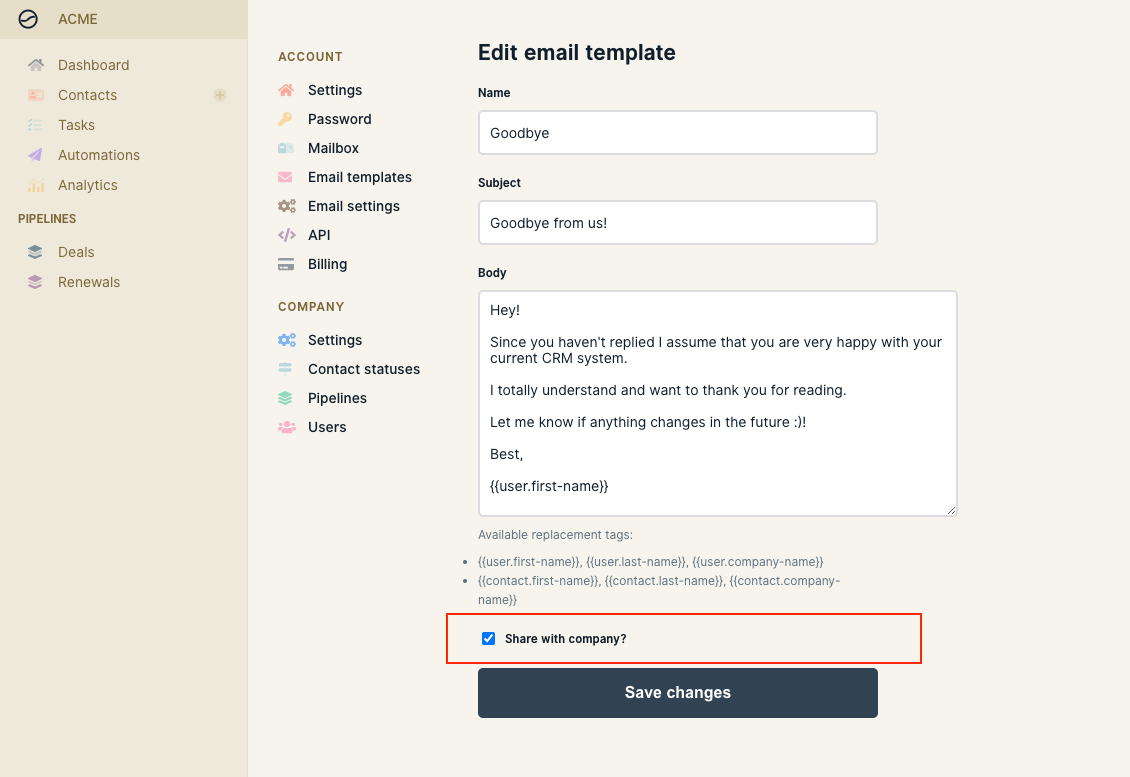 ACME
Dashboard
Contacts
Tasks
Automations
Analytics
PIPELINES
Deals
Renewals
ACCOUNT
Settings
Password
Mailbox
Email templates
Email settings
API
Billing
COMPANY
Settings
Contact statuses
Pipelines
Users
Edit email template
Name
Goodbye
Subject
Goodbye from us!
Body
Hey!
Since you haven't replied I assume that you are very happy with your
current CRM system.
I totally understand and want to thank you for reading.
Let me know if anything changes in the future :)!
Best,
{{user.first-name}}
Available replacement tags:
{{user.first-name}}, {{user.last-name}}, {{user.company-name}}
{{contact.first-name}}, {{contact.last-name}}, {{contact.company-
name}}
Share with company?
Save changes